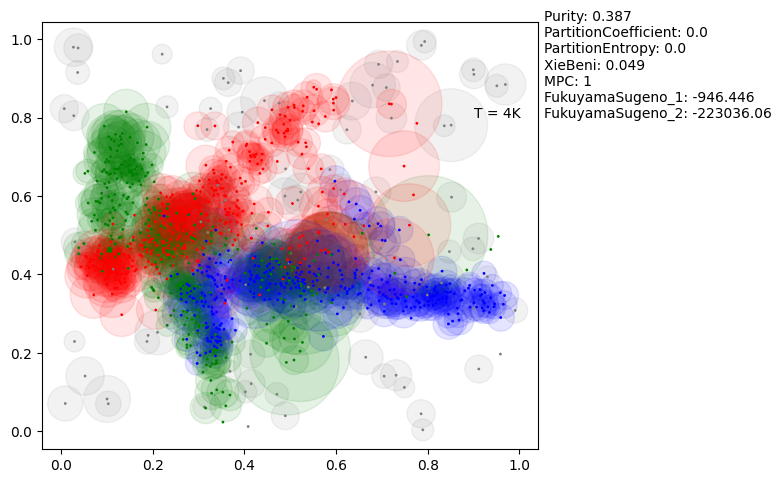 Purity: 0.387
PartitionCoefficient: 0.0
PartitionEntropy: 0.0
XieBeni: 0.049
MPC: 1
FukuyamaSugeno_1: -946.446
FukuyamaSugeno_2: -223036.06
T = 4K
1.0
0.8
0.6
0.4
0.2
0.0
0.0 0.2 0.4 0.6 0.8 1.0